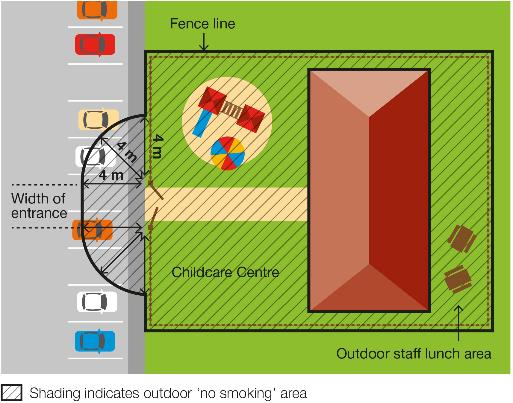 Fence line
4 m
4 m
4 m
Width of
entrance
Childcare Centre
Outdoor staff lunch area
Shading indicates outdoor 'no smoking' area